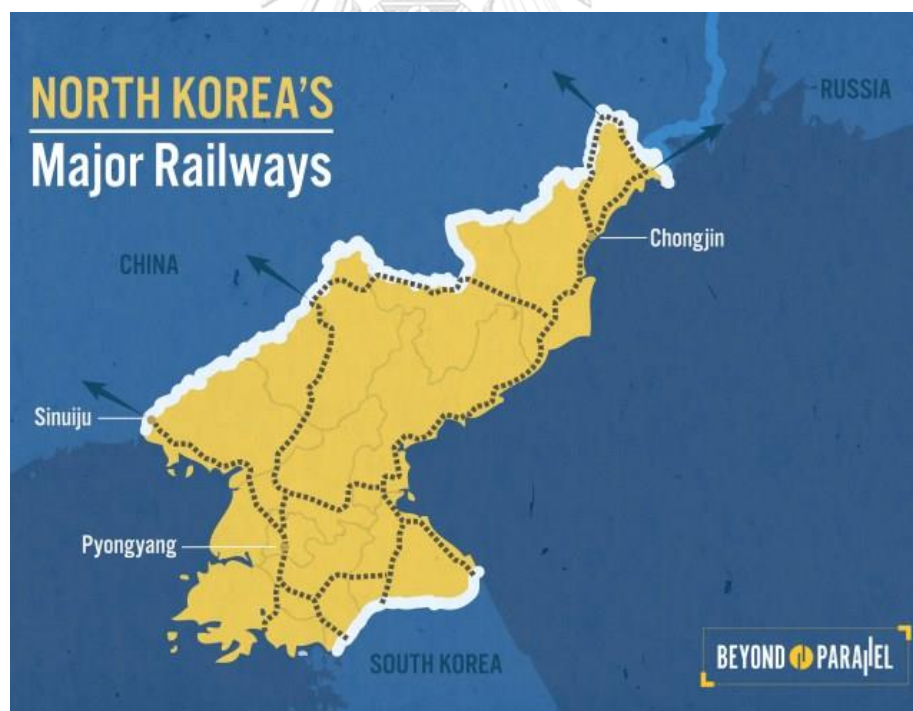 NORTH KOREA'S
Major Railways
RUSSIA
Chongjin
CHINA
Sinuiju
Pyongyang
SOUTH KOREA
BEYOND PARALLEL